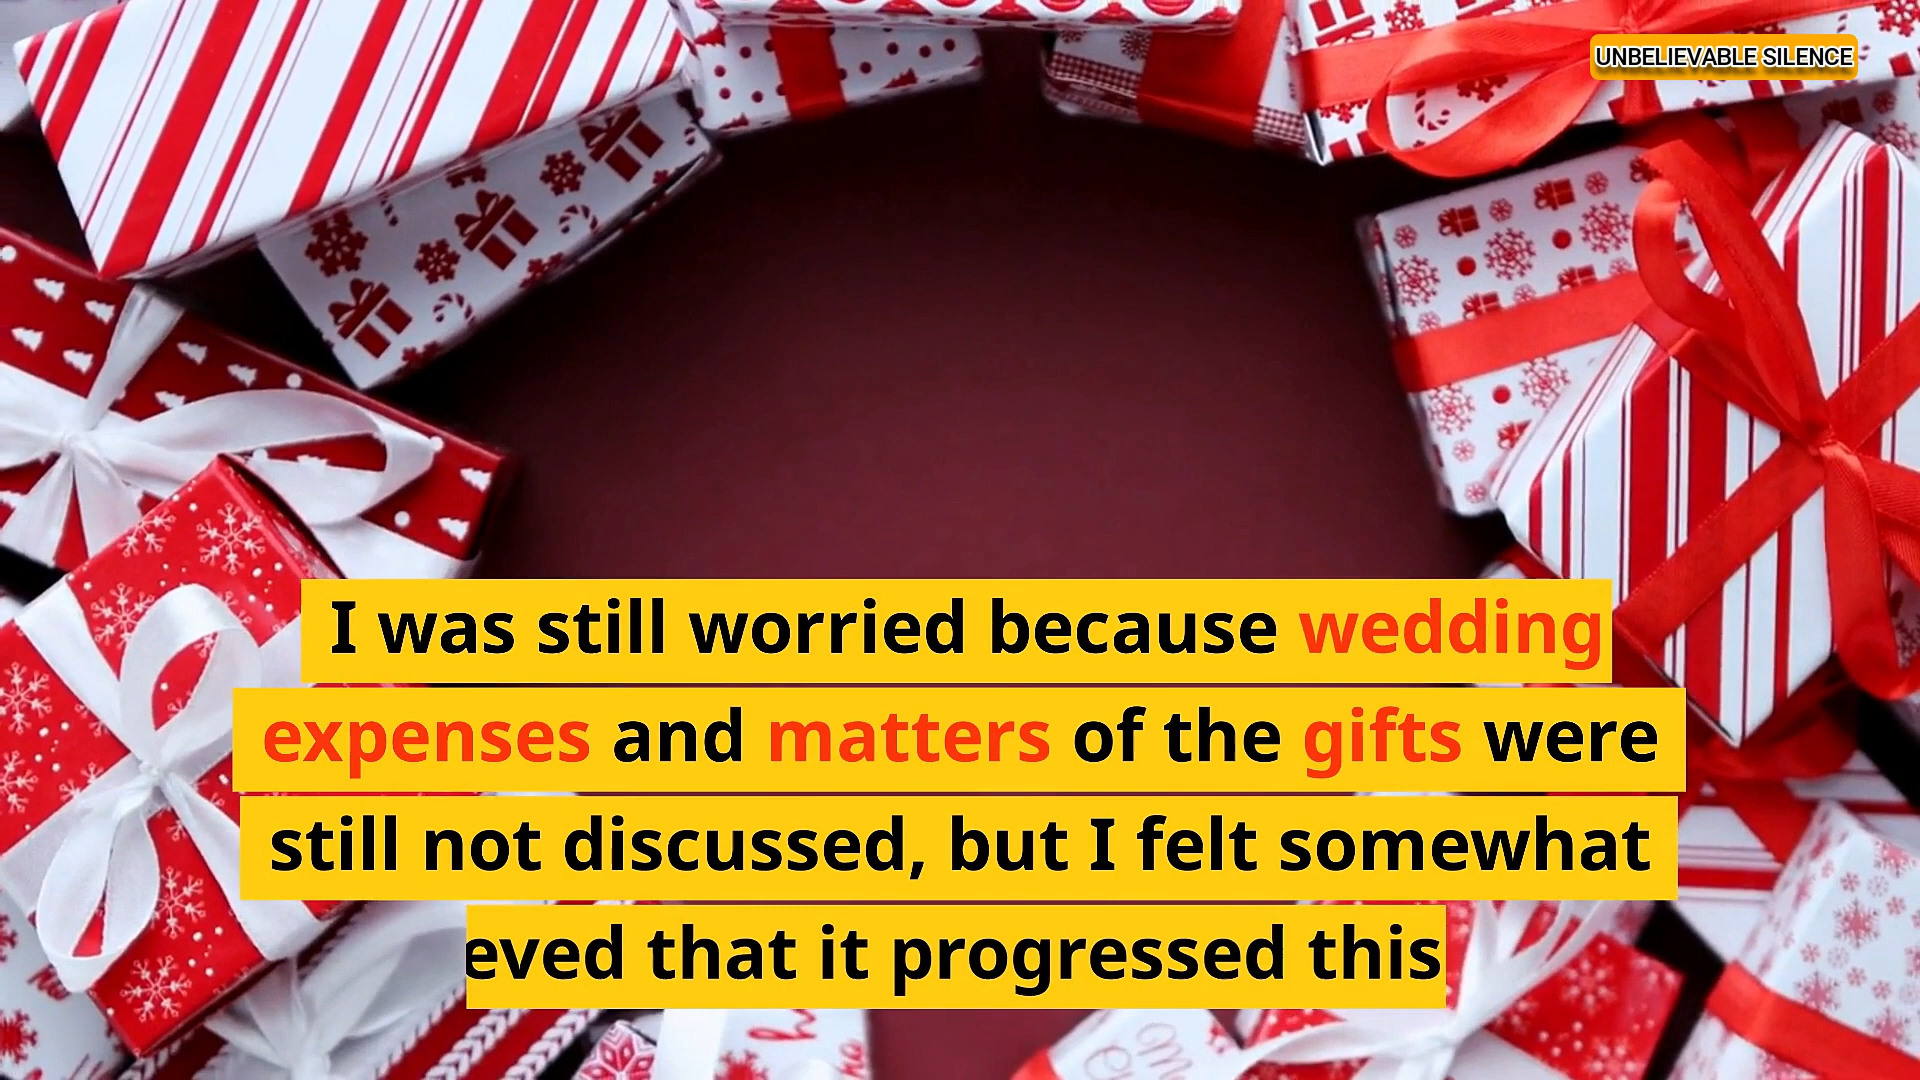 UNBELIEVABLE SILENCE
I was still worried because wedding
expenses and matters of the gifts were
still not discussed, but I felt somewhat
eved that it progressed this